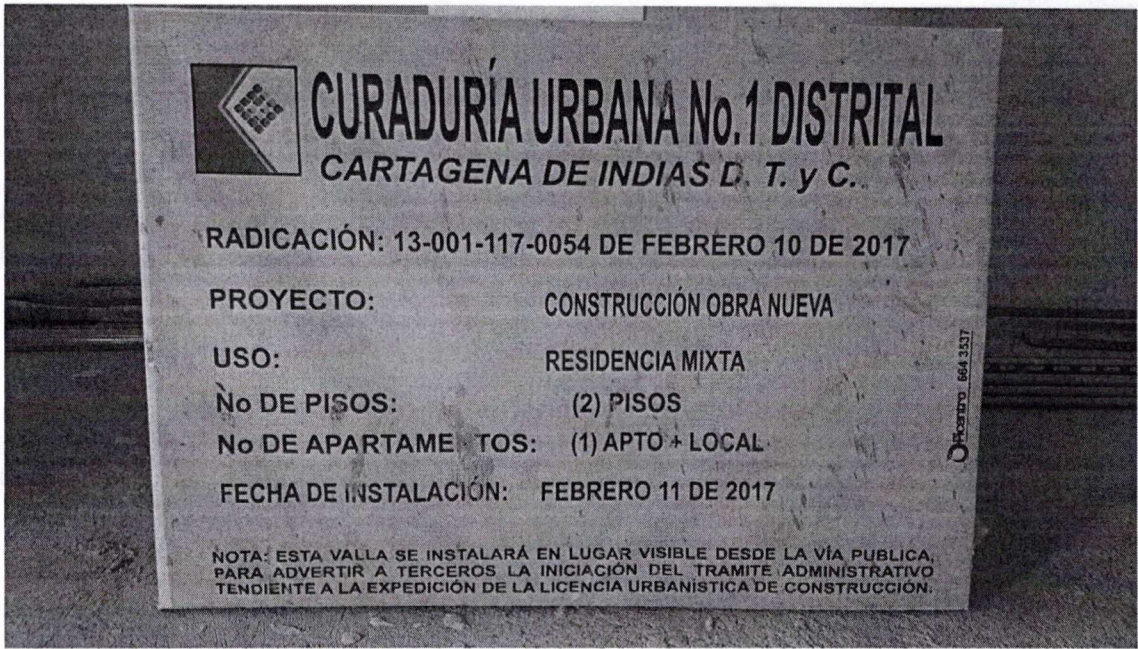 CURADURÍA URBANA No.1 DISTRITAL
CARTAGENA DE INDIAS D. T. y C.
RADICACIÓN: 13-001-117-0054 DE FEBRERO 10 DE 2017
PROYECTO: CONSTRUCCIÓN OBRA NUEVA
USO: RESIDENCIA MIXTA
No DE PISOS: (2) PISOS
No DE APARTAME TOS: (1) APTO + LOCAL
FECHA DE INSTALACIÓN: FEBRERO 11 DE 2017
NOTA: ESTA VALLA SE INSTALARÁ EN LUGAR VISIBLE DESDE LA VÍA PUBLICA,
PARA ADVERTIR A TERCEROS LA INICIACIÓN DEL TRAMITE ADMINISTRATIVO
TENDIENTE A LA EXPEDICIÓN DE LA LICENCIA URBANÍSTICA DE CONSTRUCCIÓN.
664 3537